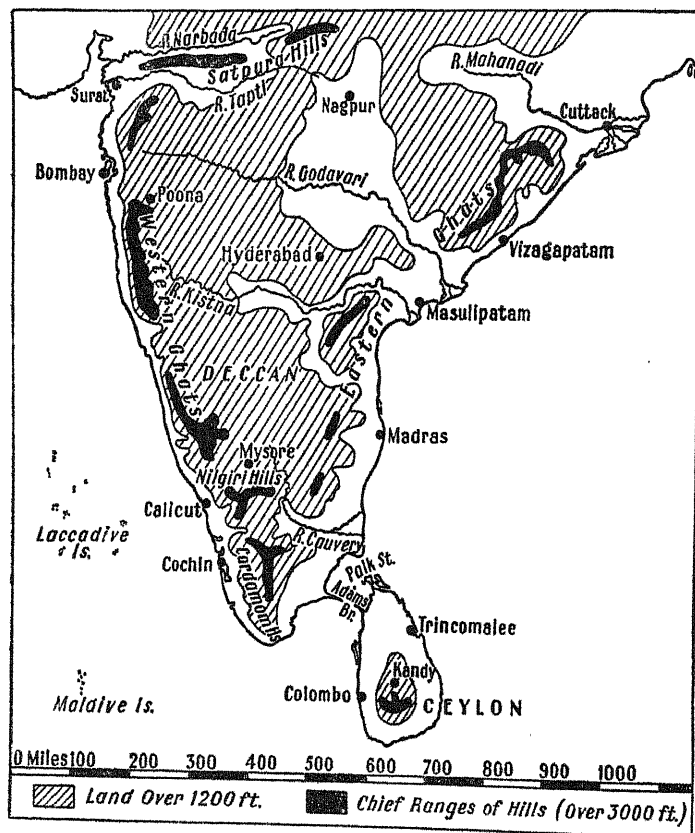 R. Narbada
Satpura Hills
R. Tapti
Surat
Nagpur
R. Mahanadi
Cuttack
Bombay
Poona
R. Godavari
Ghats
Vizagapatam
Hyderabad
Western Ghats
R. Kistna
Masulipatam
Eastern
DECCAN
Madras
Mysore
Nilgiri Hills
Calicut
Laccadive
Is.
R. Cauvery
Cochin
Cardamom Hs.
Palk St.
Adams
Br.
Trincomalee
Kandy
Maldive Is.
Colombo
CEYLON
0 Miles 100 200 300 400 500 600 700 800 900 1000
Land Over 1200 ft.
Chief Ranges of Hills (Over 3000 ft.)